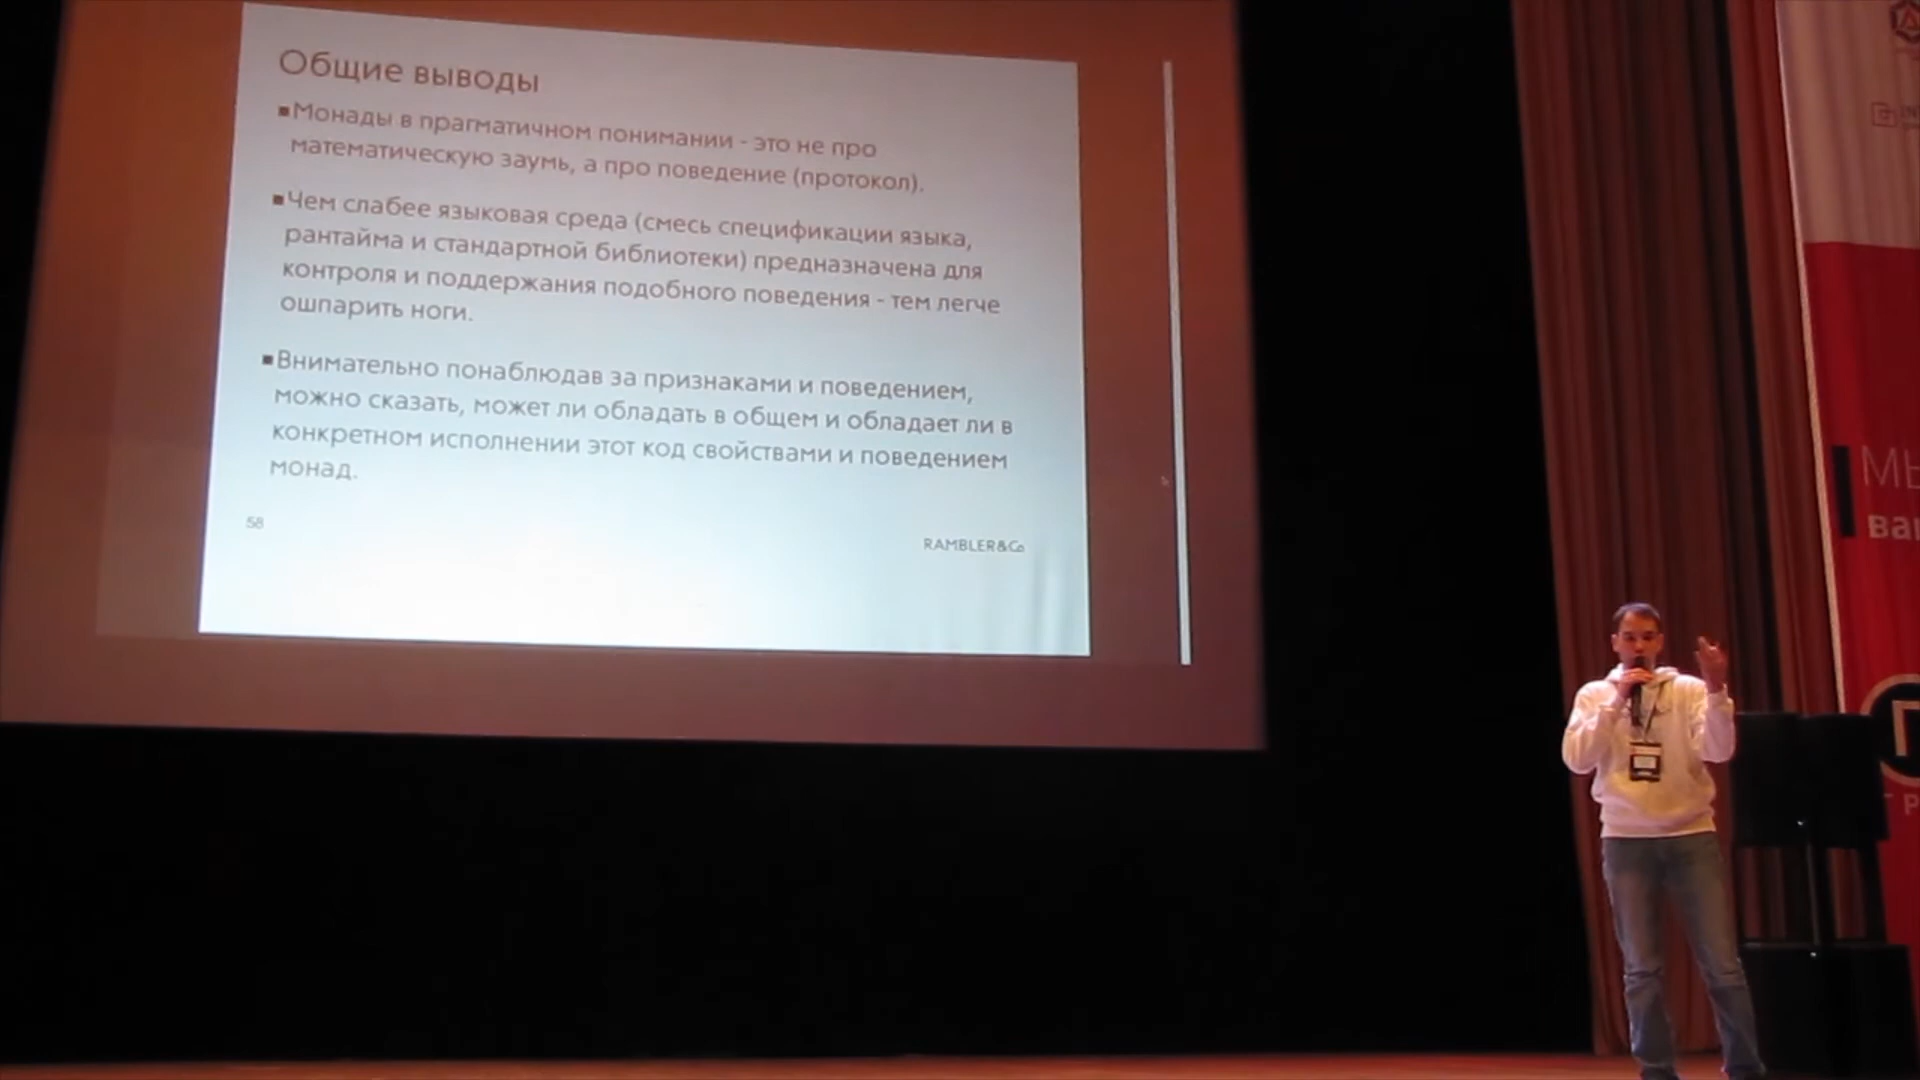 Общие выводы
▪Монады в прагматичном понимании - это не про
математическую заумь, а про поведение (протокол).
▪Чем слабее языковая среда (смесь спецификации языка,
рантайма и стандартной библиотеки) предназначена для
контроля и поддержания подобного поведения - тем легче
ошпарить ноги.
▪Внимательно понаблюдав за признаками и поведением,
можно сказать, может ли обладать в общем и обладает ли в
конкретном исполнении этот код свойствами и поведением
монад.
58
RAMBLER&Co